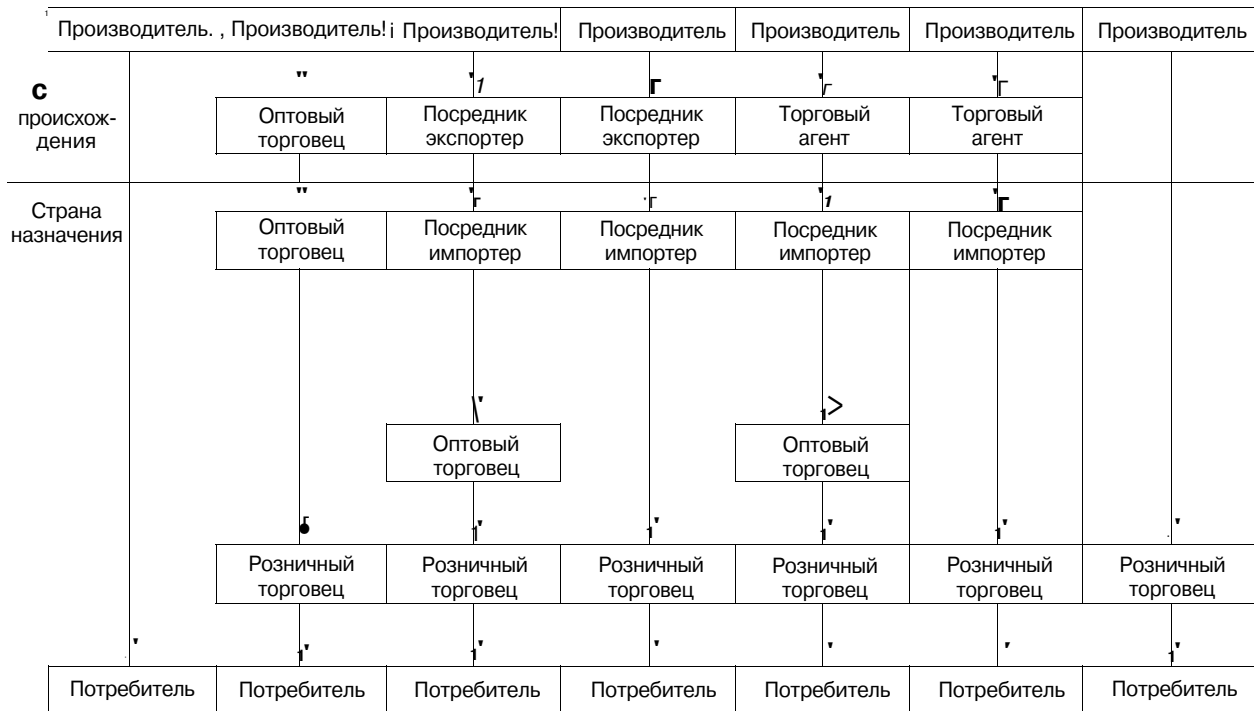 Производитель. , Производитель! i Производитель! Производитель Производитель Производитель Производитель
с
происхож-
дения
Оптовый торговец
Посредник экспортер
Посредник экспортер
Торговый агент
Торговый агент
Страна
назначения
Оптовый торговец
Посредник импортер
Посредник импортер
Посредник импортер
Посредник импортер
Оптовый торговец
Оптовый торговец
Розничный торговец
Розничный торговец
Розничный торговец
Розничный торговец
Розничный торговец
Розничный торговец
Потребитель Потребитель Потребитель Потребитель Потребитель Потребитель Потребитель